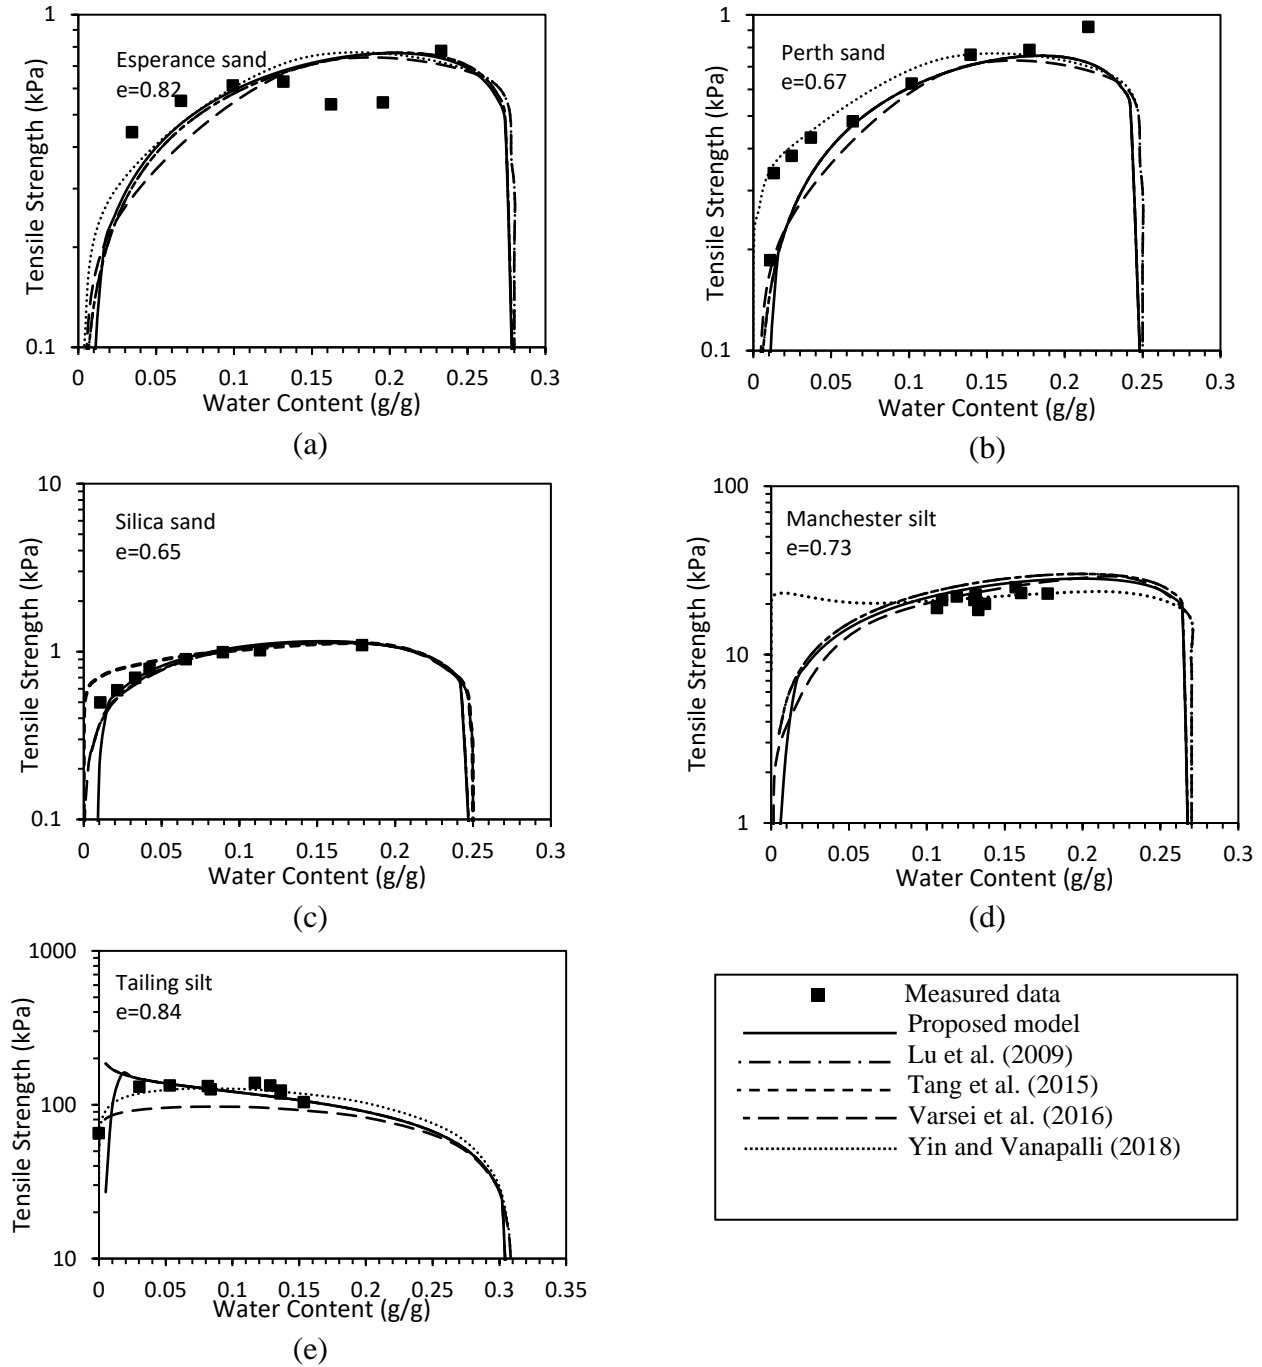 1
Esperance sand
e=0.82
Tensile Strength (kPa)
0.1
0 0.05 0.1 0.15 0.2 0.25 0.3
Water Content (g/g)
(a)
1
Perth sand
e=0.67
Tensile Strength (kPa)
0.1
0 0.05 0.1 0.15 0.2 0.25 0.3
Water Content (g/g)
(b)
10
Silica sand
e=0.65
Tensile Strength (kPa)
1
0.1
0 0.05 0.1 0.15 0.2 0.25 0.3
Water Content (g/g)
(c)
100
Manchester silt
e=0.73
Tensile Strength (kPa)
10
1
0 0.05 0.1 0.15 0.2 0.25 0.3
Water Content (g/g)
(d)
1000
Tailing silt
e=0.84
Tensile Strength (kPa)
100
10
0 0.05 0.1 0.15 0.2 0.25 0.3 0.35
Water Content (g/g)
(e)
Measured data
Proposed model
Lu et al. (2009)
Tang et al. (2015)
Varsei et al. (2016)
Yin and Vanapalli (2018)